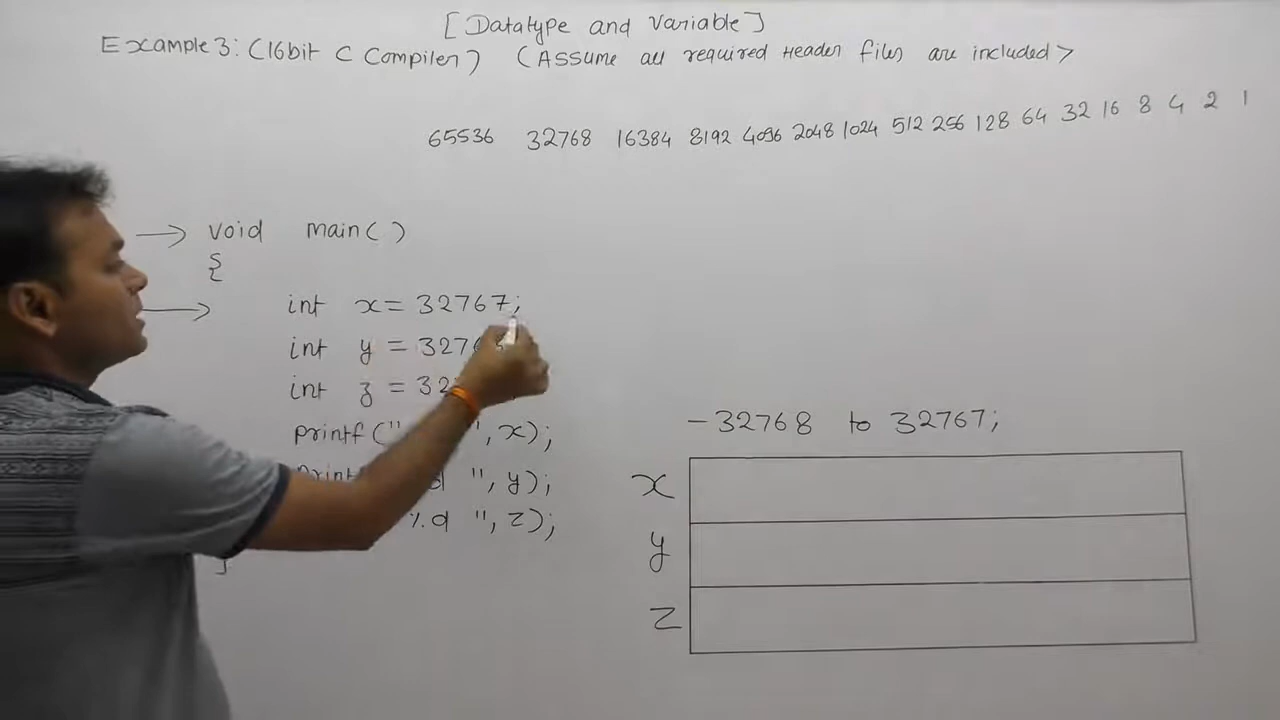 [Datatype and Variable]
Example 3: (16bit C Compiler) (Assume all required Header files are included>
65536 32768 16384 8192 4096 2048 1024 512 256 128 64 32 16 8 4 2 1
void main()
{
int x= 32767;
int y = 3276
int z = 32
printf(" ", x);
print d ", y);
%d ", z);
}
-32768 to 32767;
x
y
z